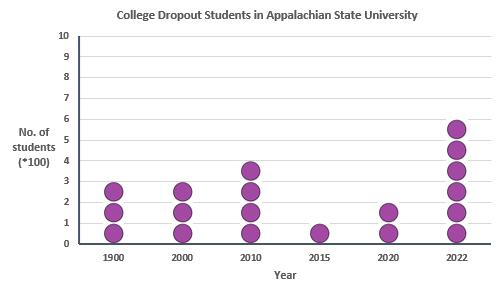 College Dropout Students in Appalachian State University
10
9
8
7
6
5
4
3
2
1
0
No. of
students
(*100)
1900 2000 2010 2015 2020 2022
Year